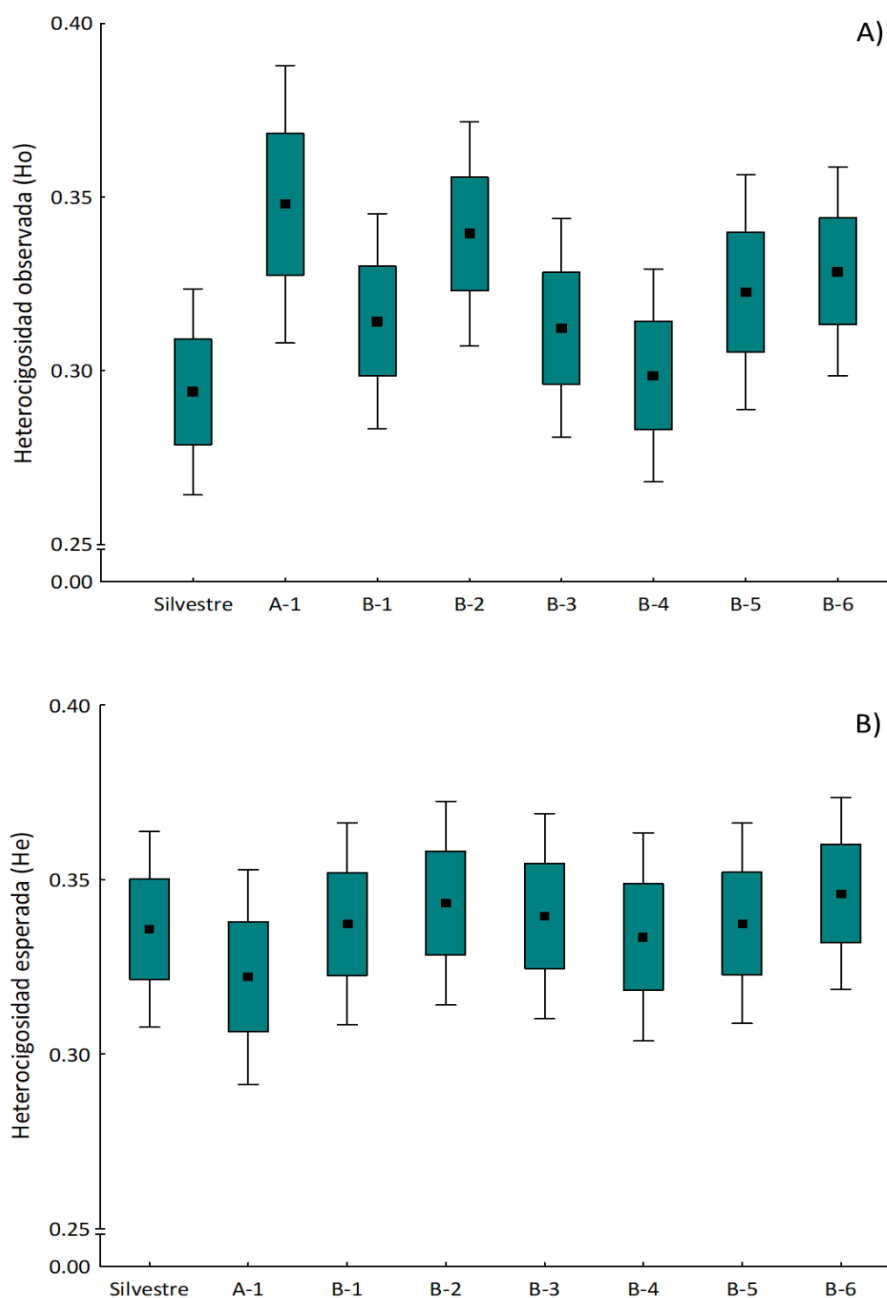 A)
Heterocigosidad observada (Ho)
0.40
0.35
0.30
0.25
0.00
Silvestre A-1 B-1 B-2 B-3 B-4 B-5 B-6
B)
Heterocigosidad esperada (He)
0.40
0.35
0.30
0.25
0.00
Silvestre A-1 B-1 B-2 B-3 B-4 B-5 B-6